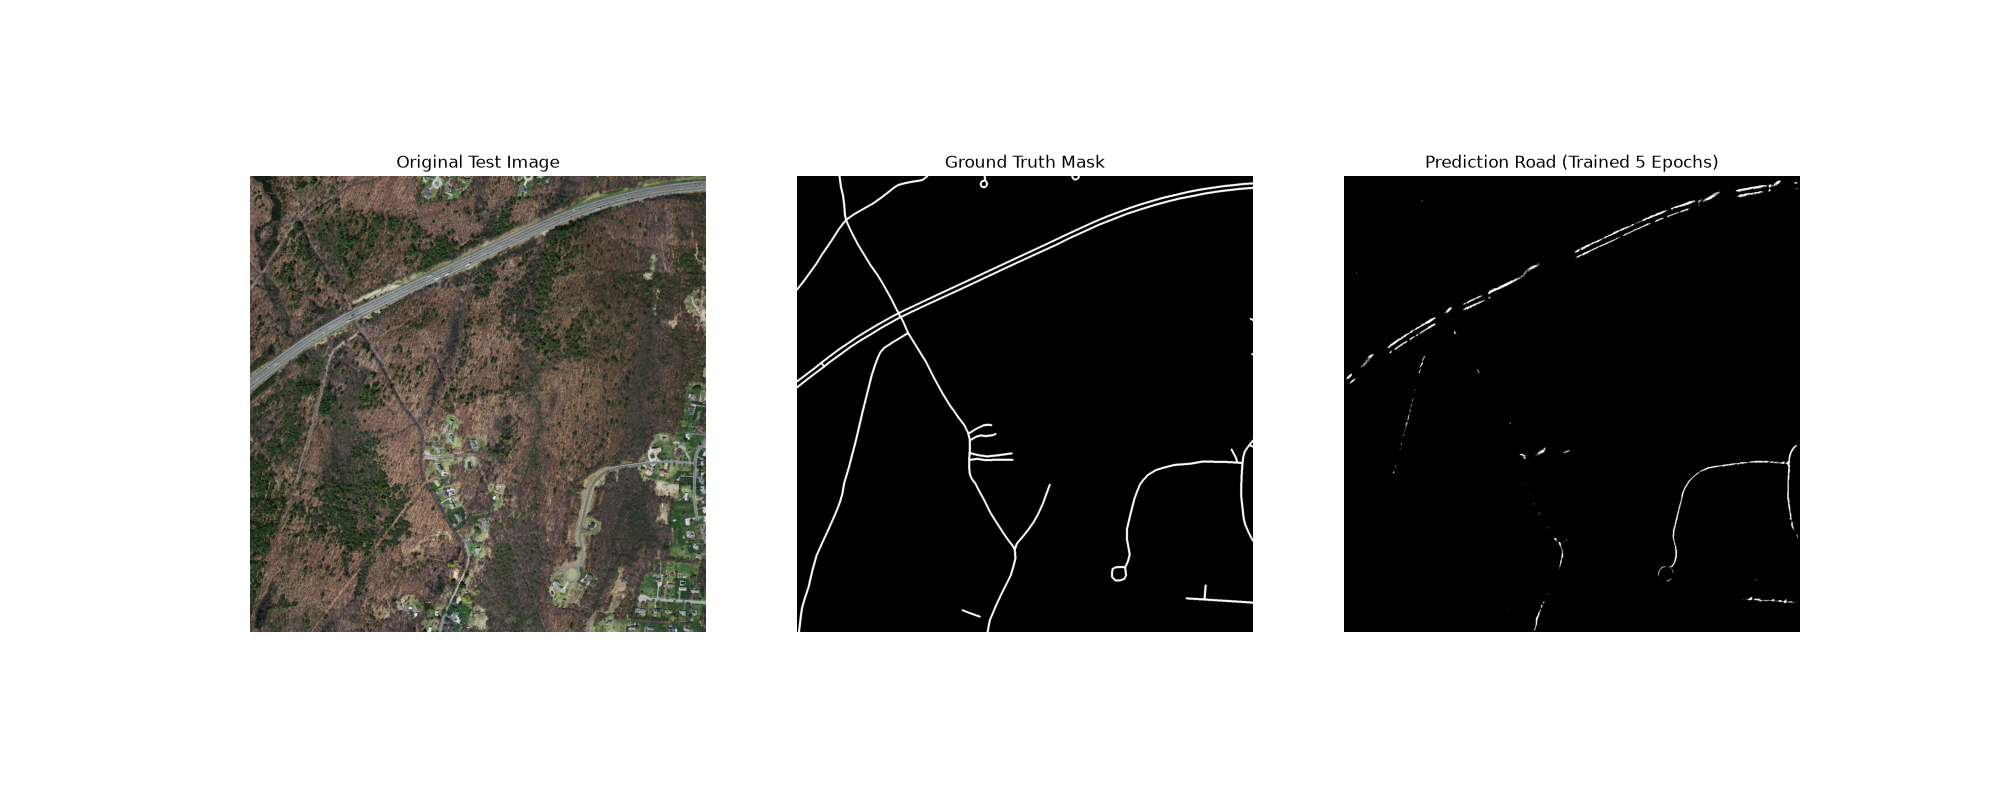 Original Test Image
Ground Truth Mask
Prediction Road (Trained 5 Epochs)